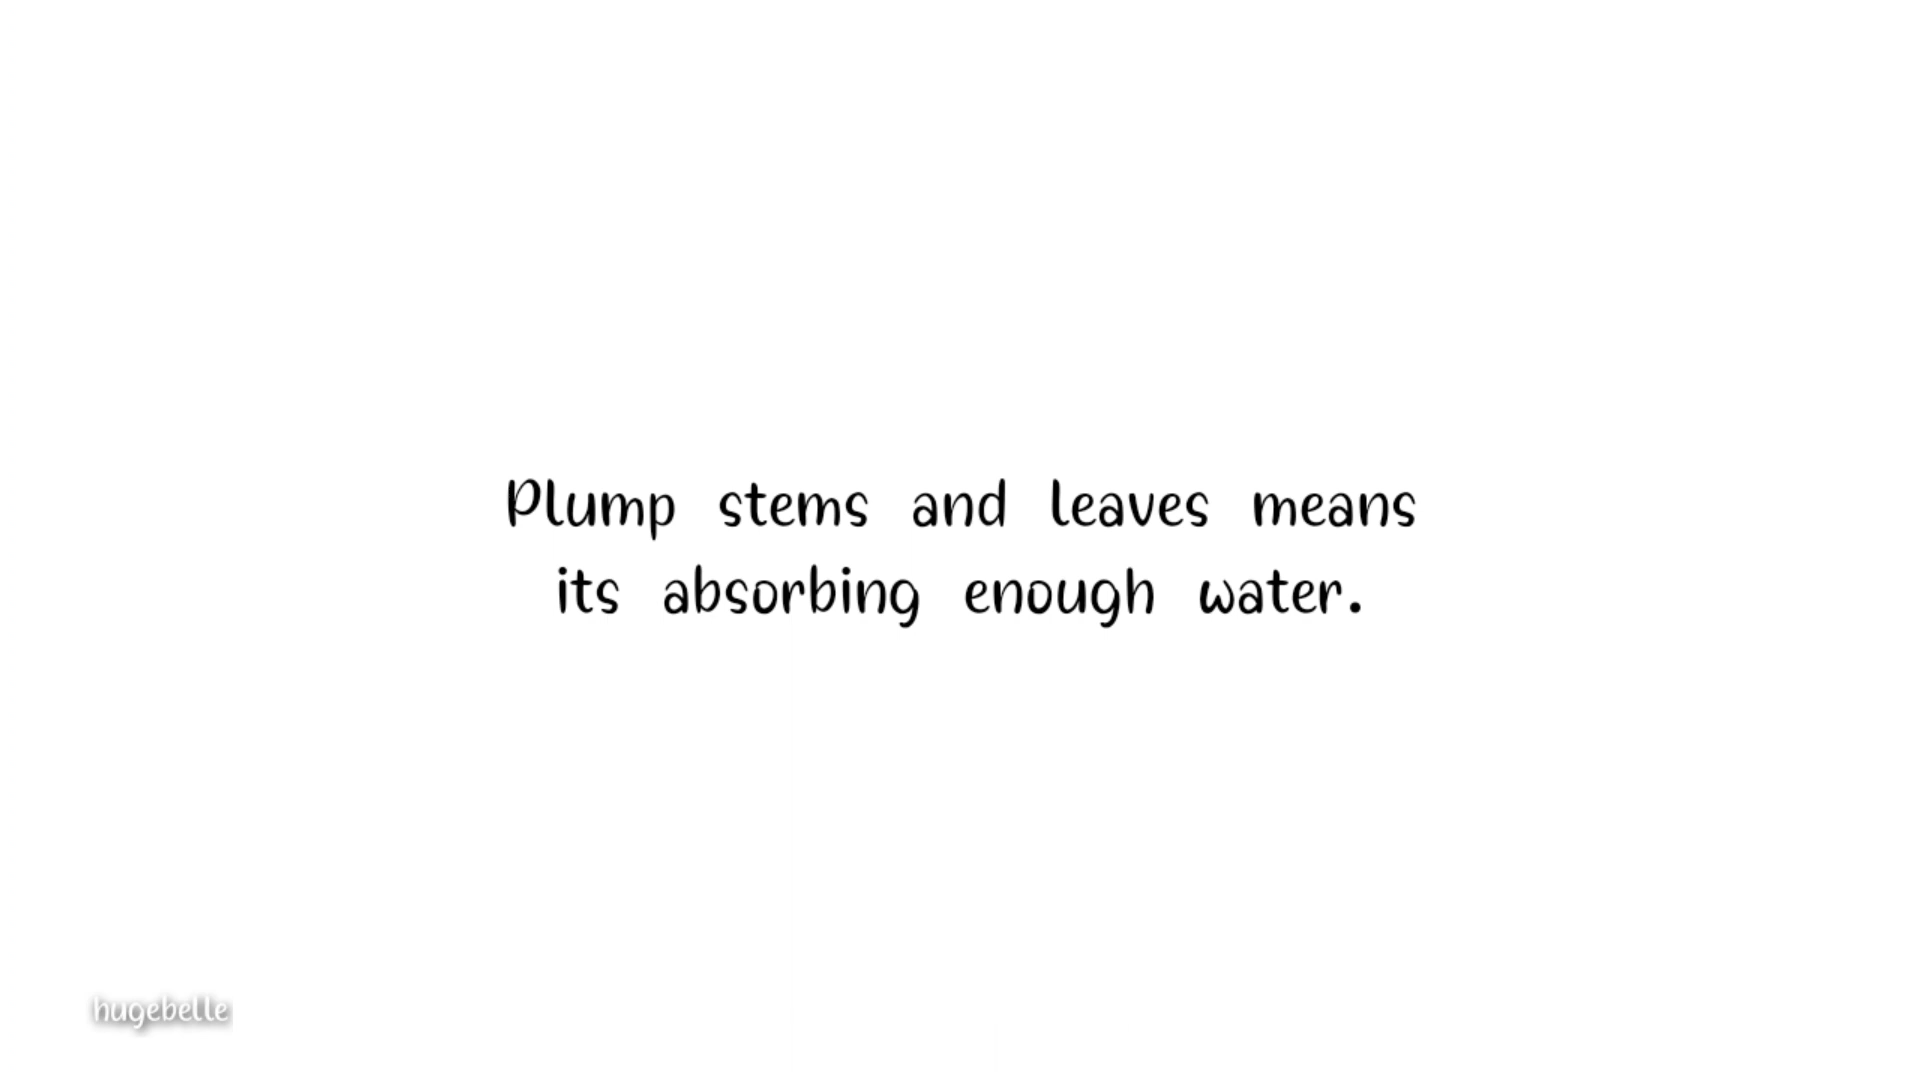 Plump stems and leaves means
its absorbing enough water.
hugebelle